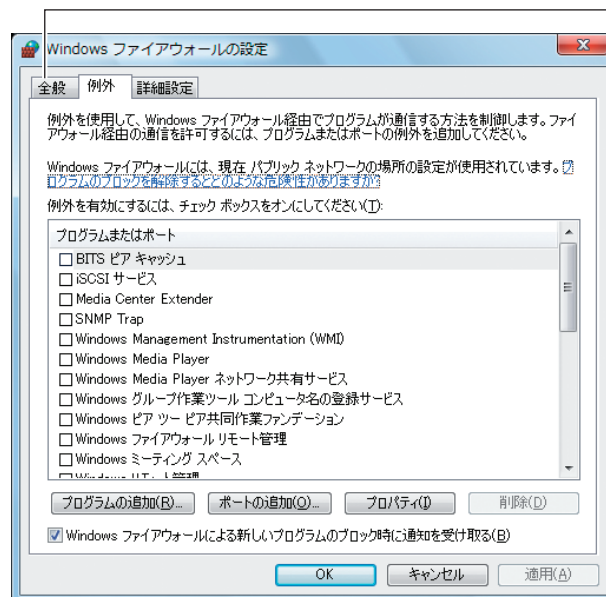 Windows ファイアウォールの設定
全般 例外 詳細設定
例外を使用して、Windows ファイアウォール経由でプログラムが通信する方法を制御します。ファイ
アウォール経由の通信を許可するには、プログラムまたはポートの例外を追加してください。
Windows ファイアウォールには、現在 パブリック ネットワークの場所の設定が使用されています。プ
ログラムのブロックを解除するとどのような危険性がありますか?
例外を有効にするには、チェック ボックスをオンにしてください(T):
プログラムまたはポート
BITS ピア キャッシュ
iSCSI サービス
Media Center Extender
SNMP Trap
Windows Management Instrumentation (WMI)
Windows Media Player
Windows Media Player ネットワーク共有サービス
Windows グループ作業ツール コンピュータ名の登録サービス
Windows ピア ツー ピア共同作業ファンデーション
Windows ファイアウォール リモート管理
Windows ミーティング スペース
Windows リモート管理
プログラムの追加(R)... ポートの追加(O)... プロパティ(I) 削除(D)
Windows ファイアウォールによる新しいプログラムのブロック時に通知を受け取る(B)
OK キャンセル 適用(A)